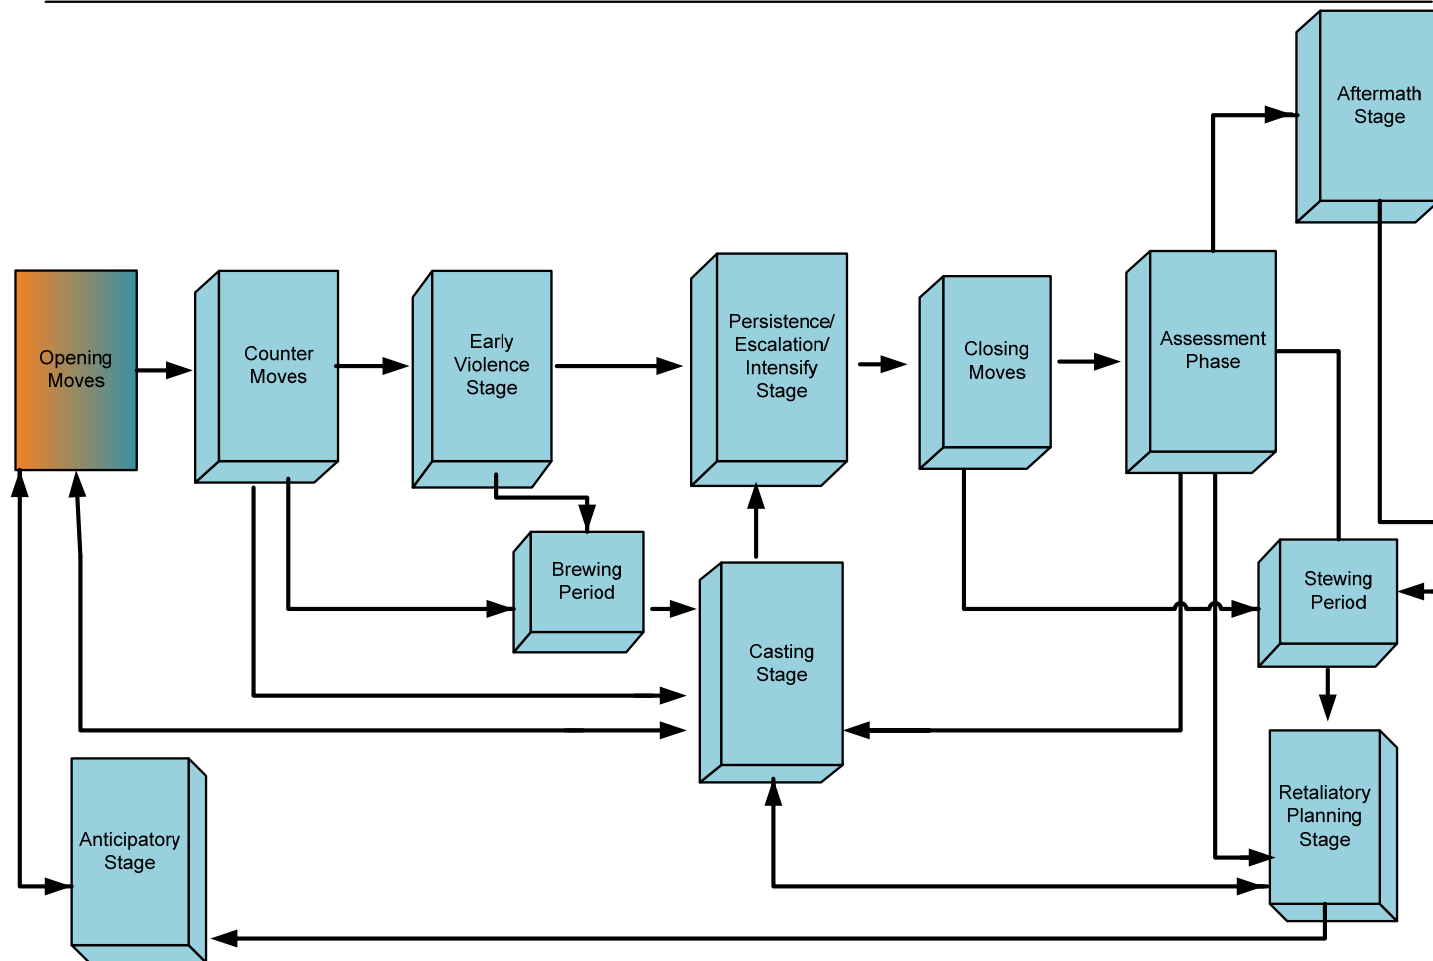 Aftermath
Stage
Opening
Moves
Counter
Moves
Early
Violence
Stage
Persistence/
Escalation/
Intensify
Stage
Closing
Moves
Assessment
Phase
Brewing
Period
Stewing
Period
Casting
Stage
Anticipatory
Stage
Retaliatory
Planning
Stage